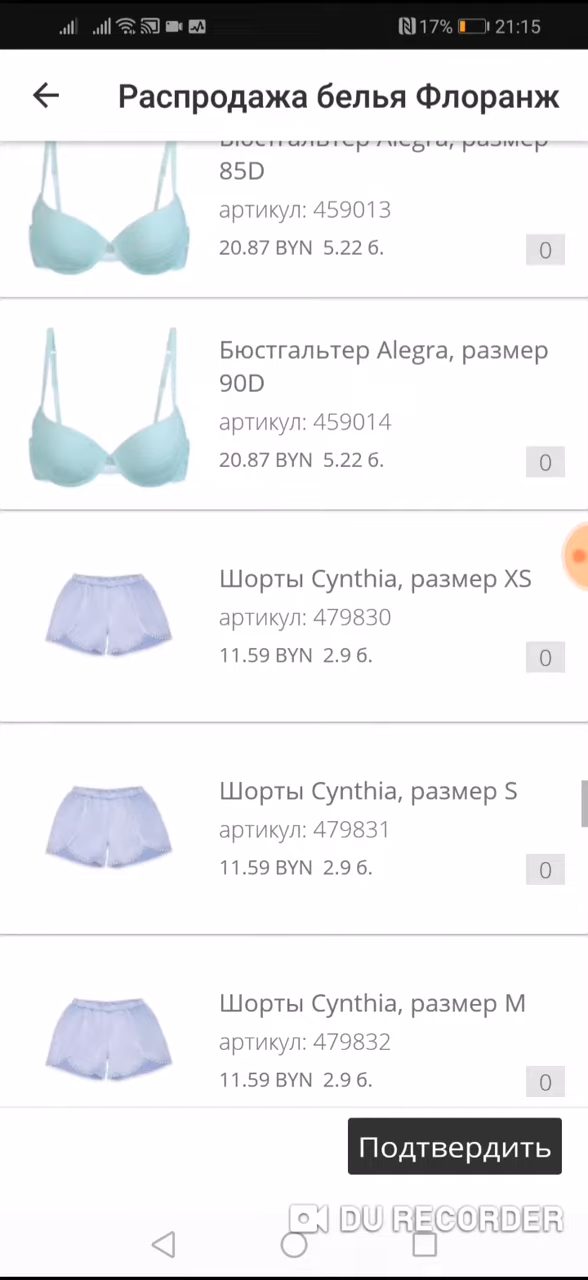 17% 21:15
Распродажа белья Флоранж
Бюстгальтер Alegra, размер
85D
артикул: 459013
20.87 BYN 5.22 б.
0
Бюстгальтер Alegra, размер
90D
артикул: 459014
20.87 BYN 5.22 б.
0
Шорты Cynthia, размер XS
артикул: 479830
11.59 BYN 2.9 б.
0
Шорты Cynthia, размер S
артикул: 479831
11.59 BYN 2.9 б.
0
Шорты Cynthia, размер M
артикул: 479832
11.59 BYN 2.9 б.
0
Подтвердить
DU RECORDER